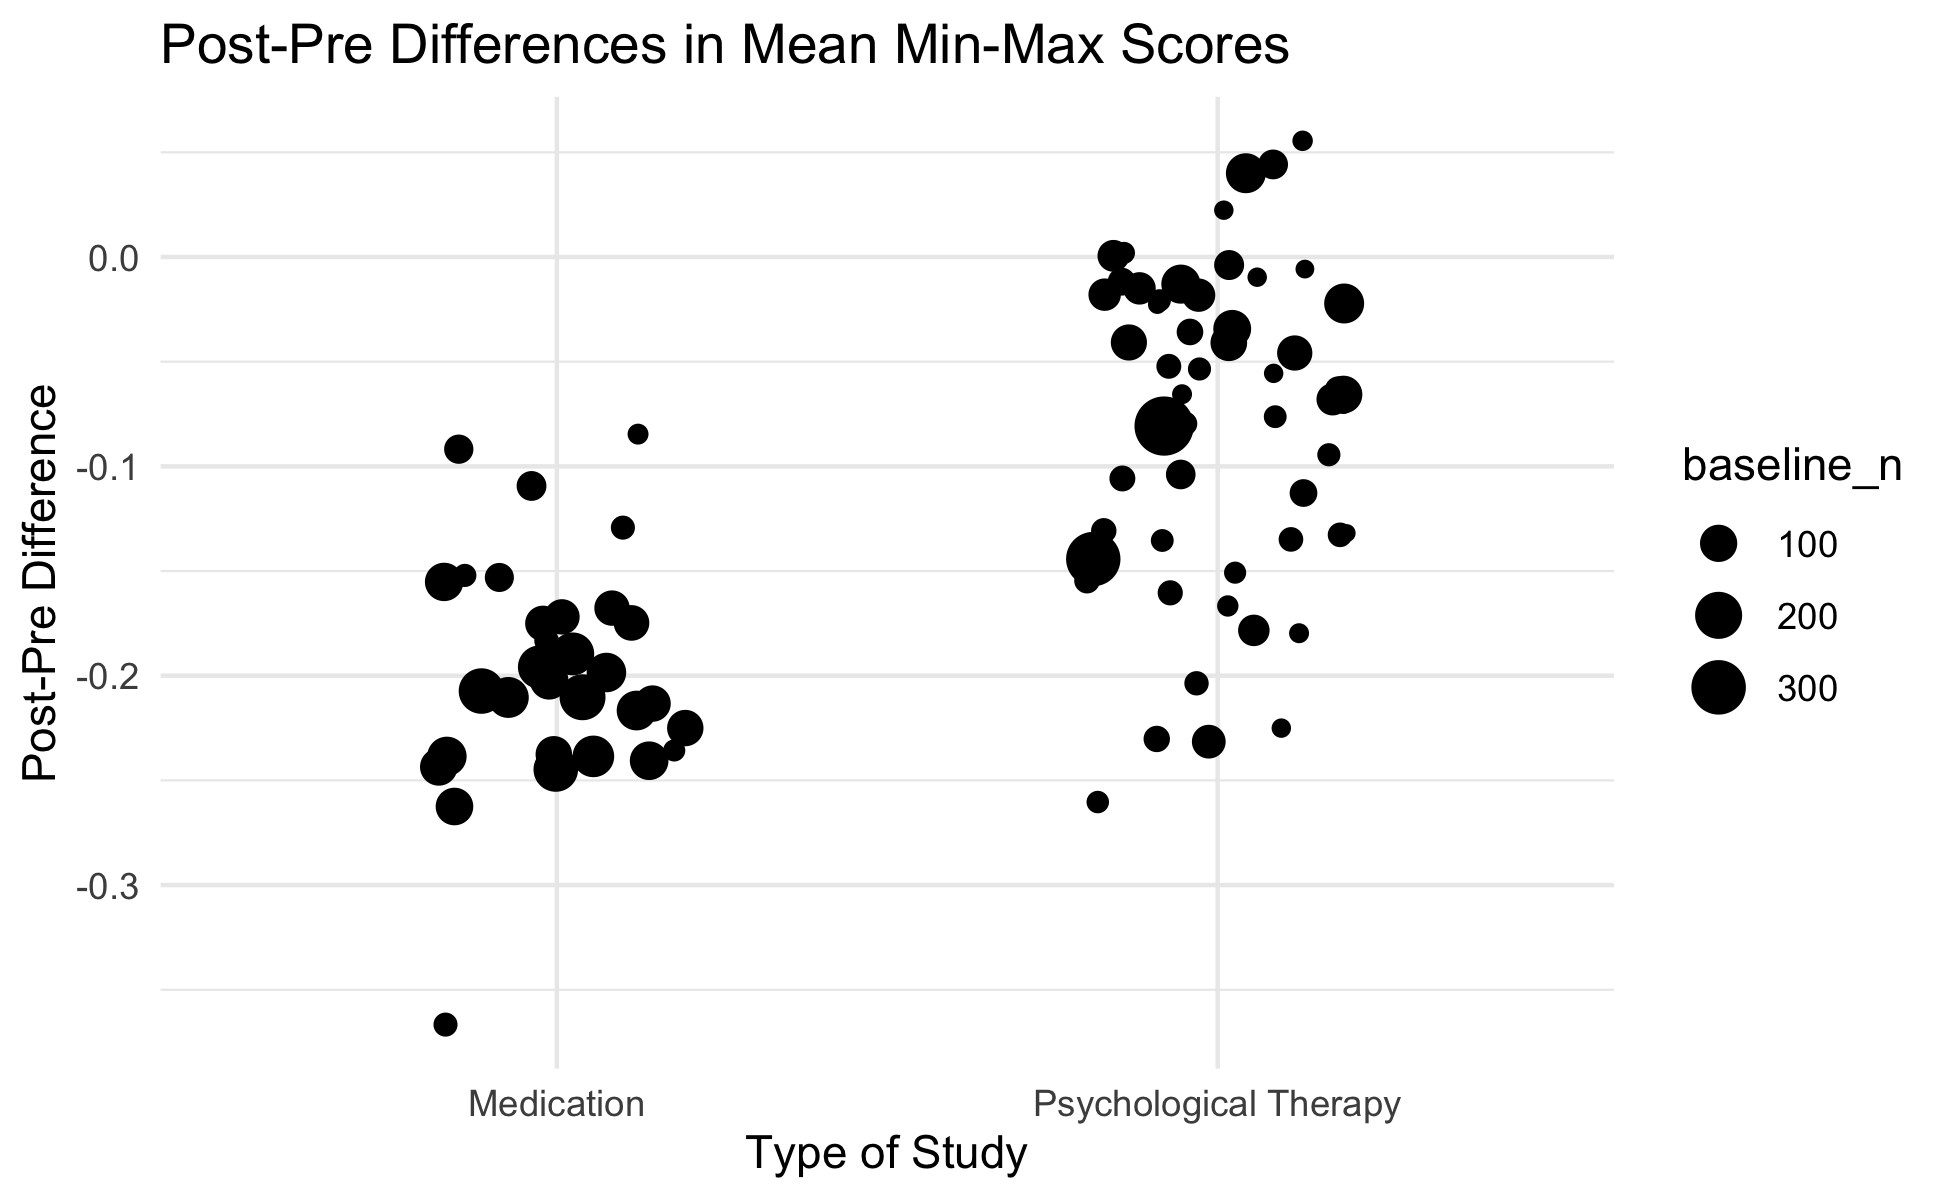 Post-Pre Differences in Mean Min-Max Scores
Post-Pre Difference
0.0
-0.1
-0.2
-0.3
Medication
Psychological Therapy
Type of Study
baseline_n
100
200
300